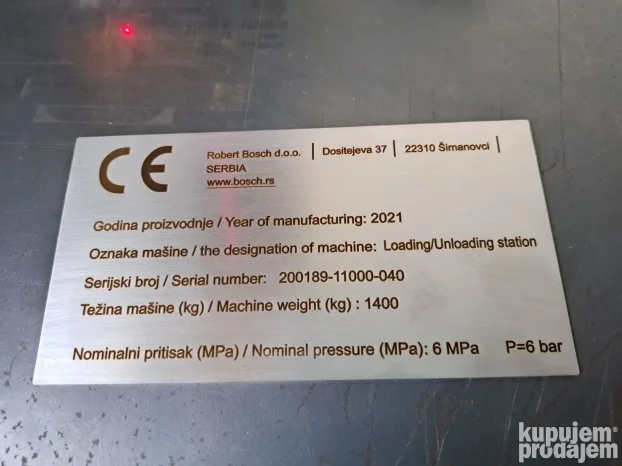 CE
Robert Bosch d.o.o. | Dositejeva 37 | 22310 Šimanovci |
SERBIA
www.bosch.rs
Godina proizvodnje / Year of manufacturing: 2021
Oznaka mašine / the designation of machine: Loading/Unloading station
Serijski broj / Serial number: 200189-11000-040
Težina mašine (kg) / Machine weight (kg) : 1400
Nominalni pritisak (MPa) / Nominal pressure (MPa): 6 MPa P=6 bar
kupujem®
prodajem